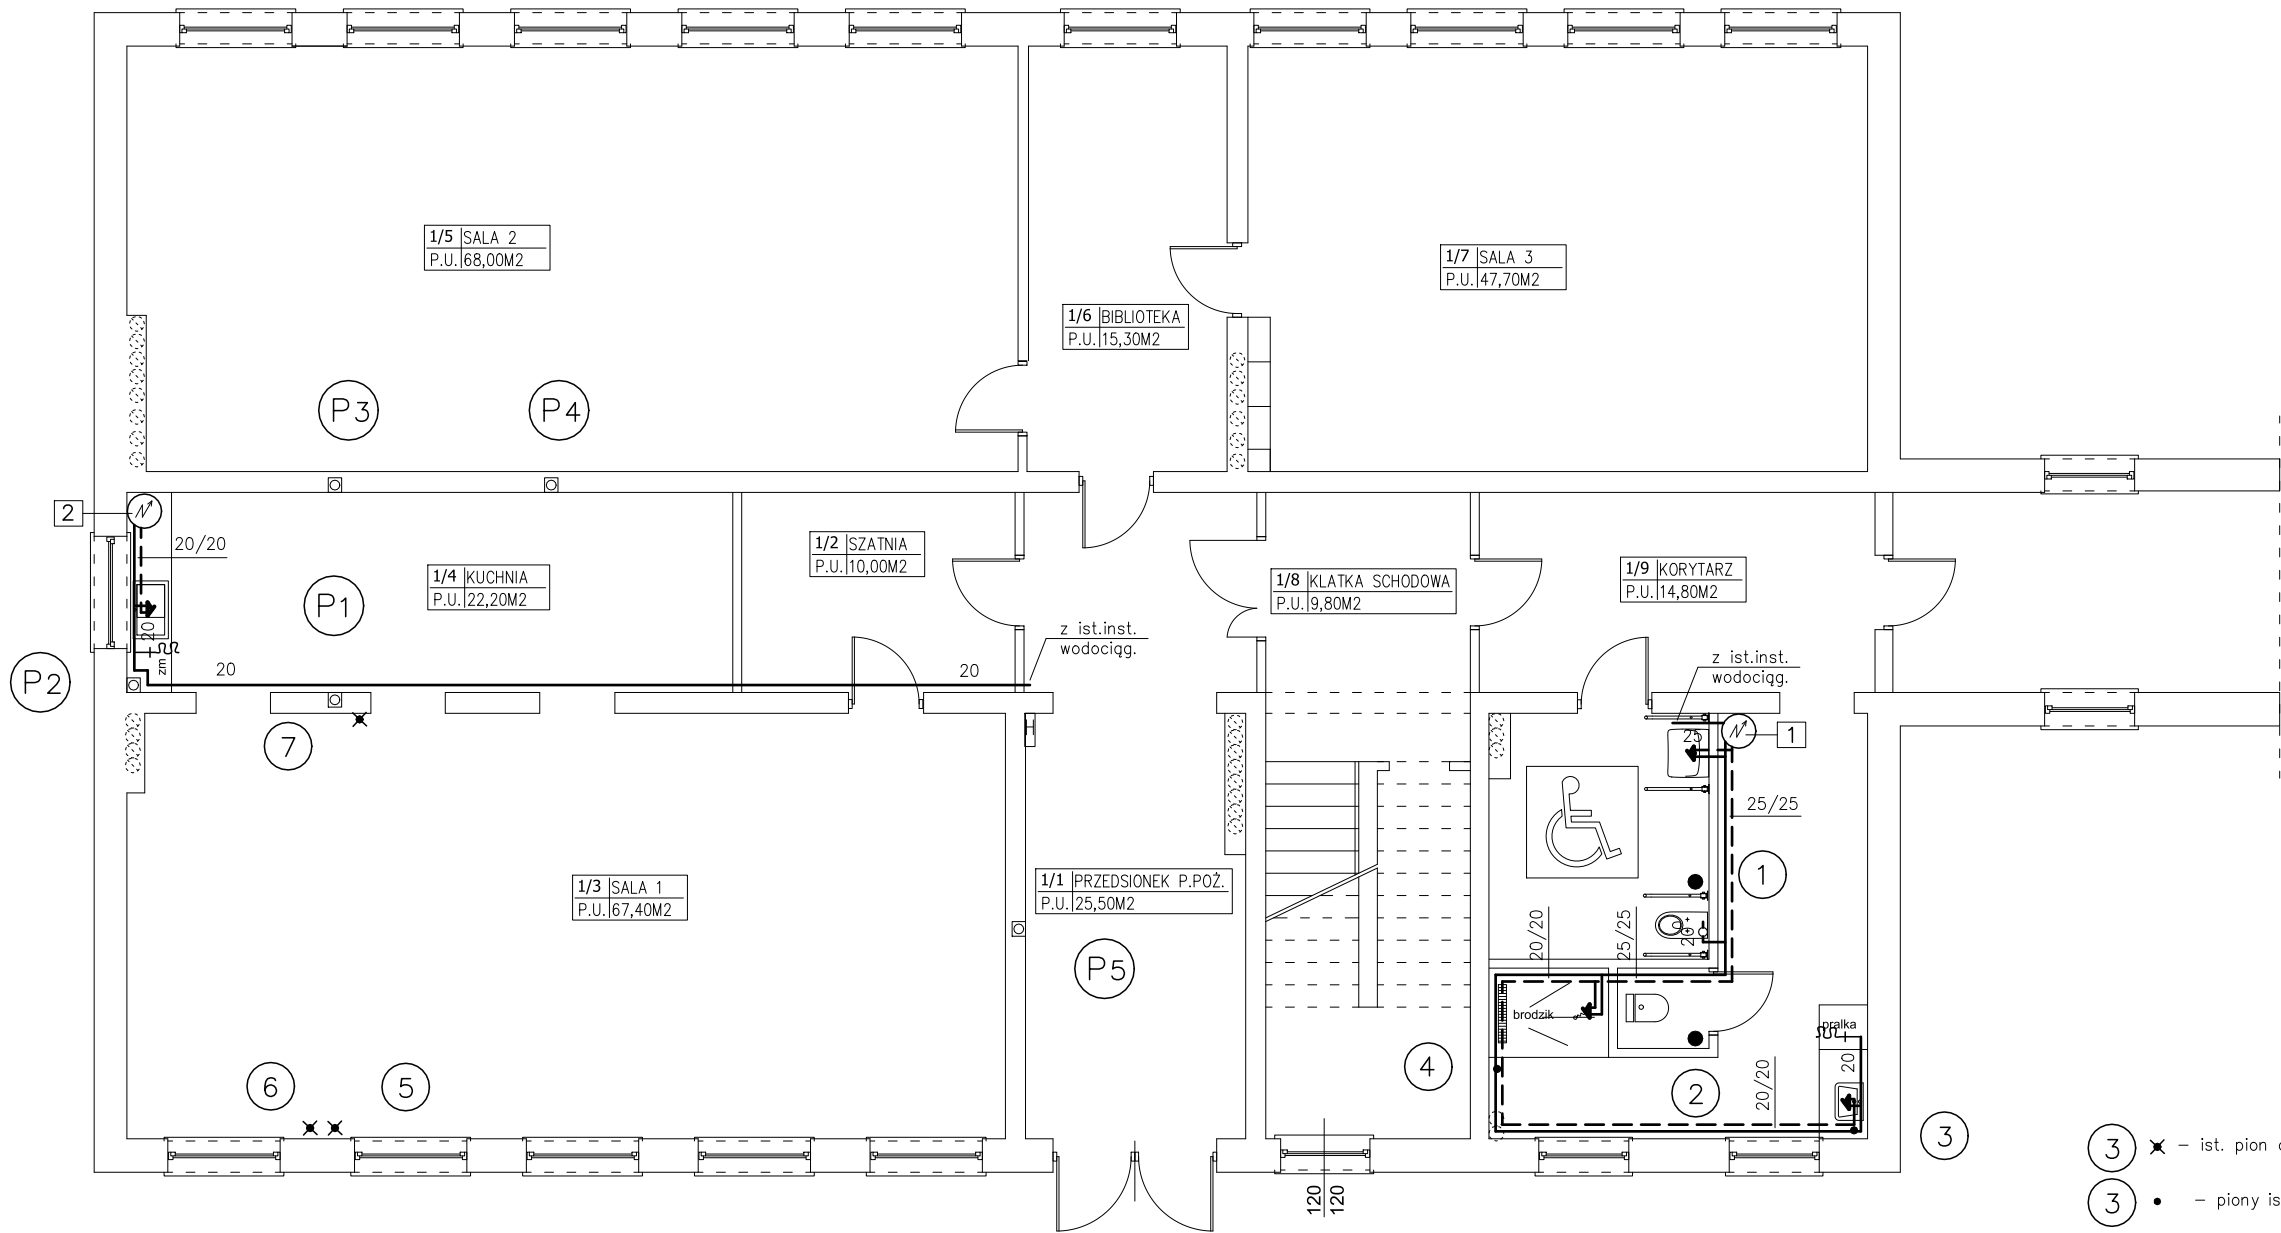 1/5 SALA 2
P.U. 68,00M2
1/7 SALA 3
P.U. 47,70M2
1/6 BIBLIOTEKA
P.U. 15,30M2
P3
P4
2
20/20
1/2 SZATNIA
P.U. 10,00M2
1/4 KUCHNIA
P.U. 22,20M2
P1
1/8 KLATKA SCHODOWA
P.U. 9,80M2
1/9 KORYTARZ
P.U. 14,80M2
20
zm
z ist.inst.
wodociąg.
20
20
P2
z ist.inst.
wodociąg.
7
25
1
25/25
1
1/3 SALA 1
P.U. 67,40M2
1/1 PRZEDSIONEK P.POŻ.
P.U. 25,50M2
P5
20/20
25/25
20
brodzik
pralka
20
4
2
20/20
6
5
3
3 – ist. pion
3 – piony is
120
120